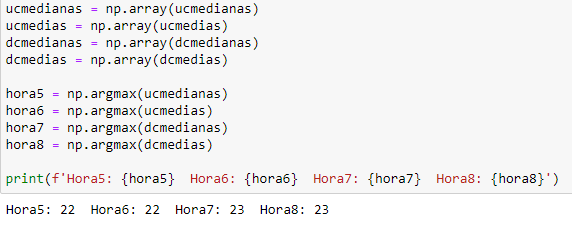 ucmedianas = np.array(ucmedianas)
ucmedias = np.array(ucmedias)
dcmedianas = np.array(dcmedianas)
dcmedias = np.array(dcmedias)
hora5 = np.argmax(ucmedianas)
hora6 = np.argmax(ucmedias)
hora7 = np.argmax(dcmedianas)
hora8 = np.argmax(dcmedias)
print(f'Hora5: {hora5}  Hora6: {hora6}  Hora7: {hora7}  Hora8: {hora8}')
Hora5: 22  Hora6: 22  Hora7: 23  Hora8: 23